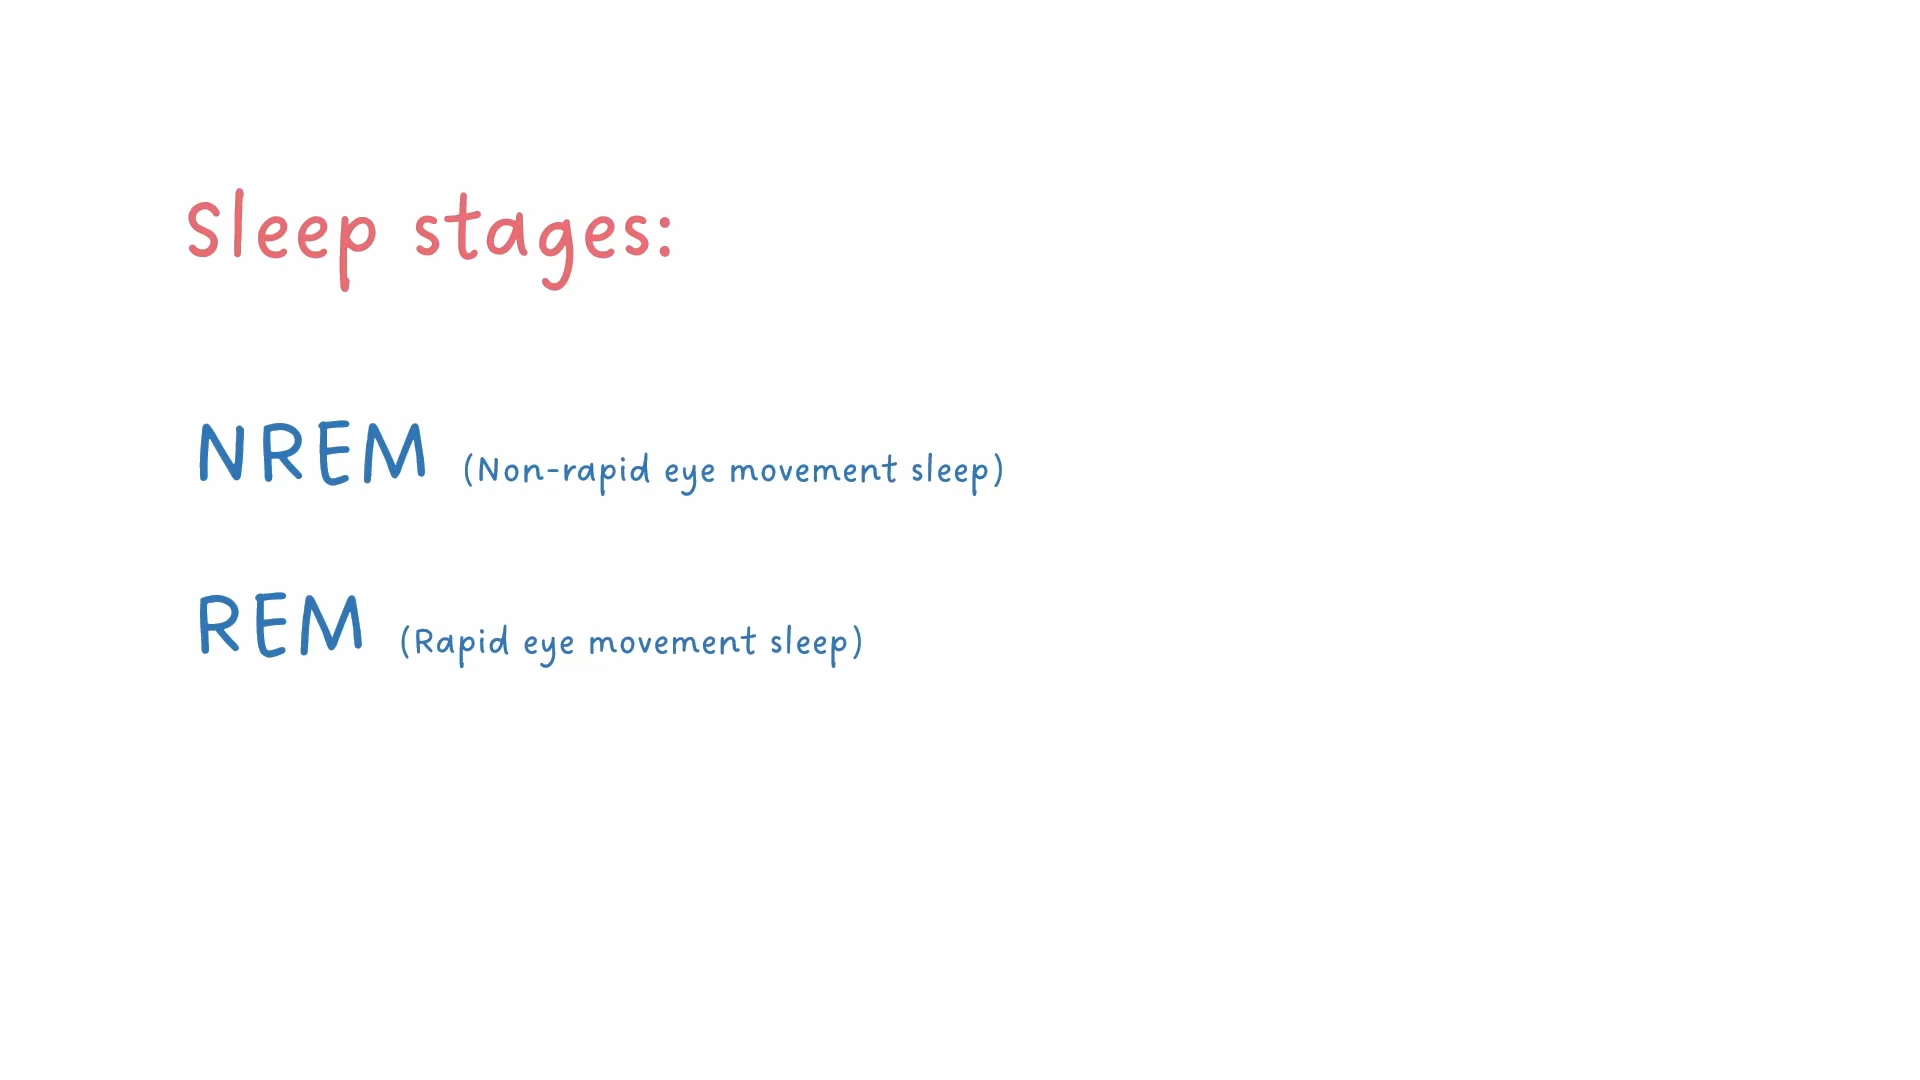 Sleep stages:
NREM (Non-rapid eye movement sleep)
REM (Rapid eye movement sleep)